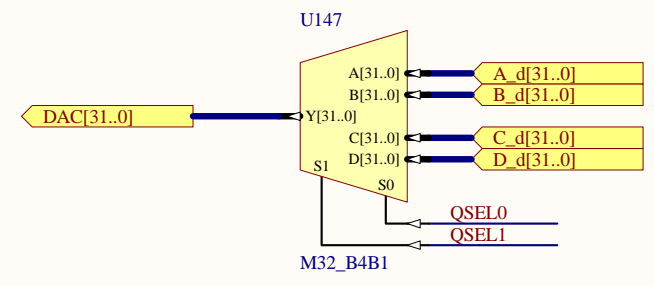 U147
A[31..0] A_d[31..0]
B[31..0] B_d[31..0]
DAC[31..0] Y[31..0]
C[31..0] C_d[31..0]
D[31..0] D_d[31..0]
S1
S0
QSEL0
QSEL1
M32_B4B1